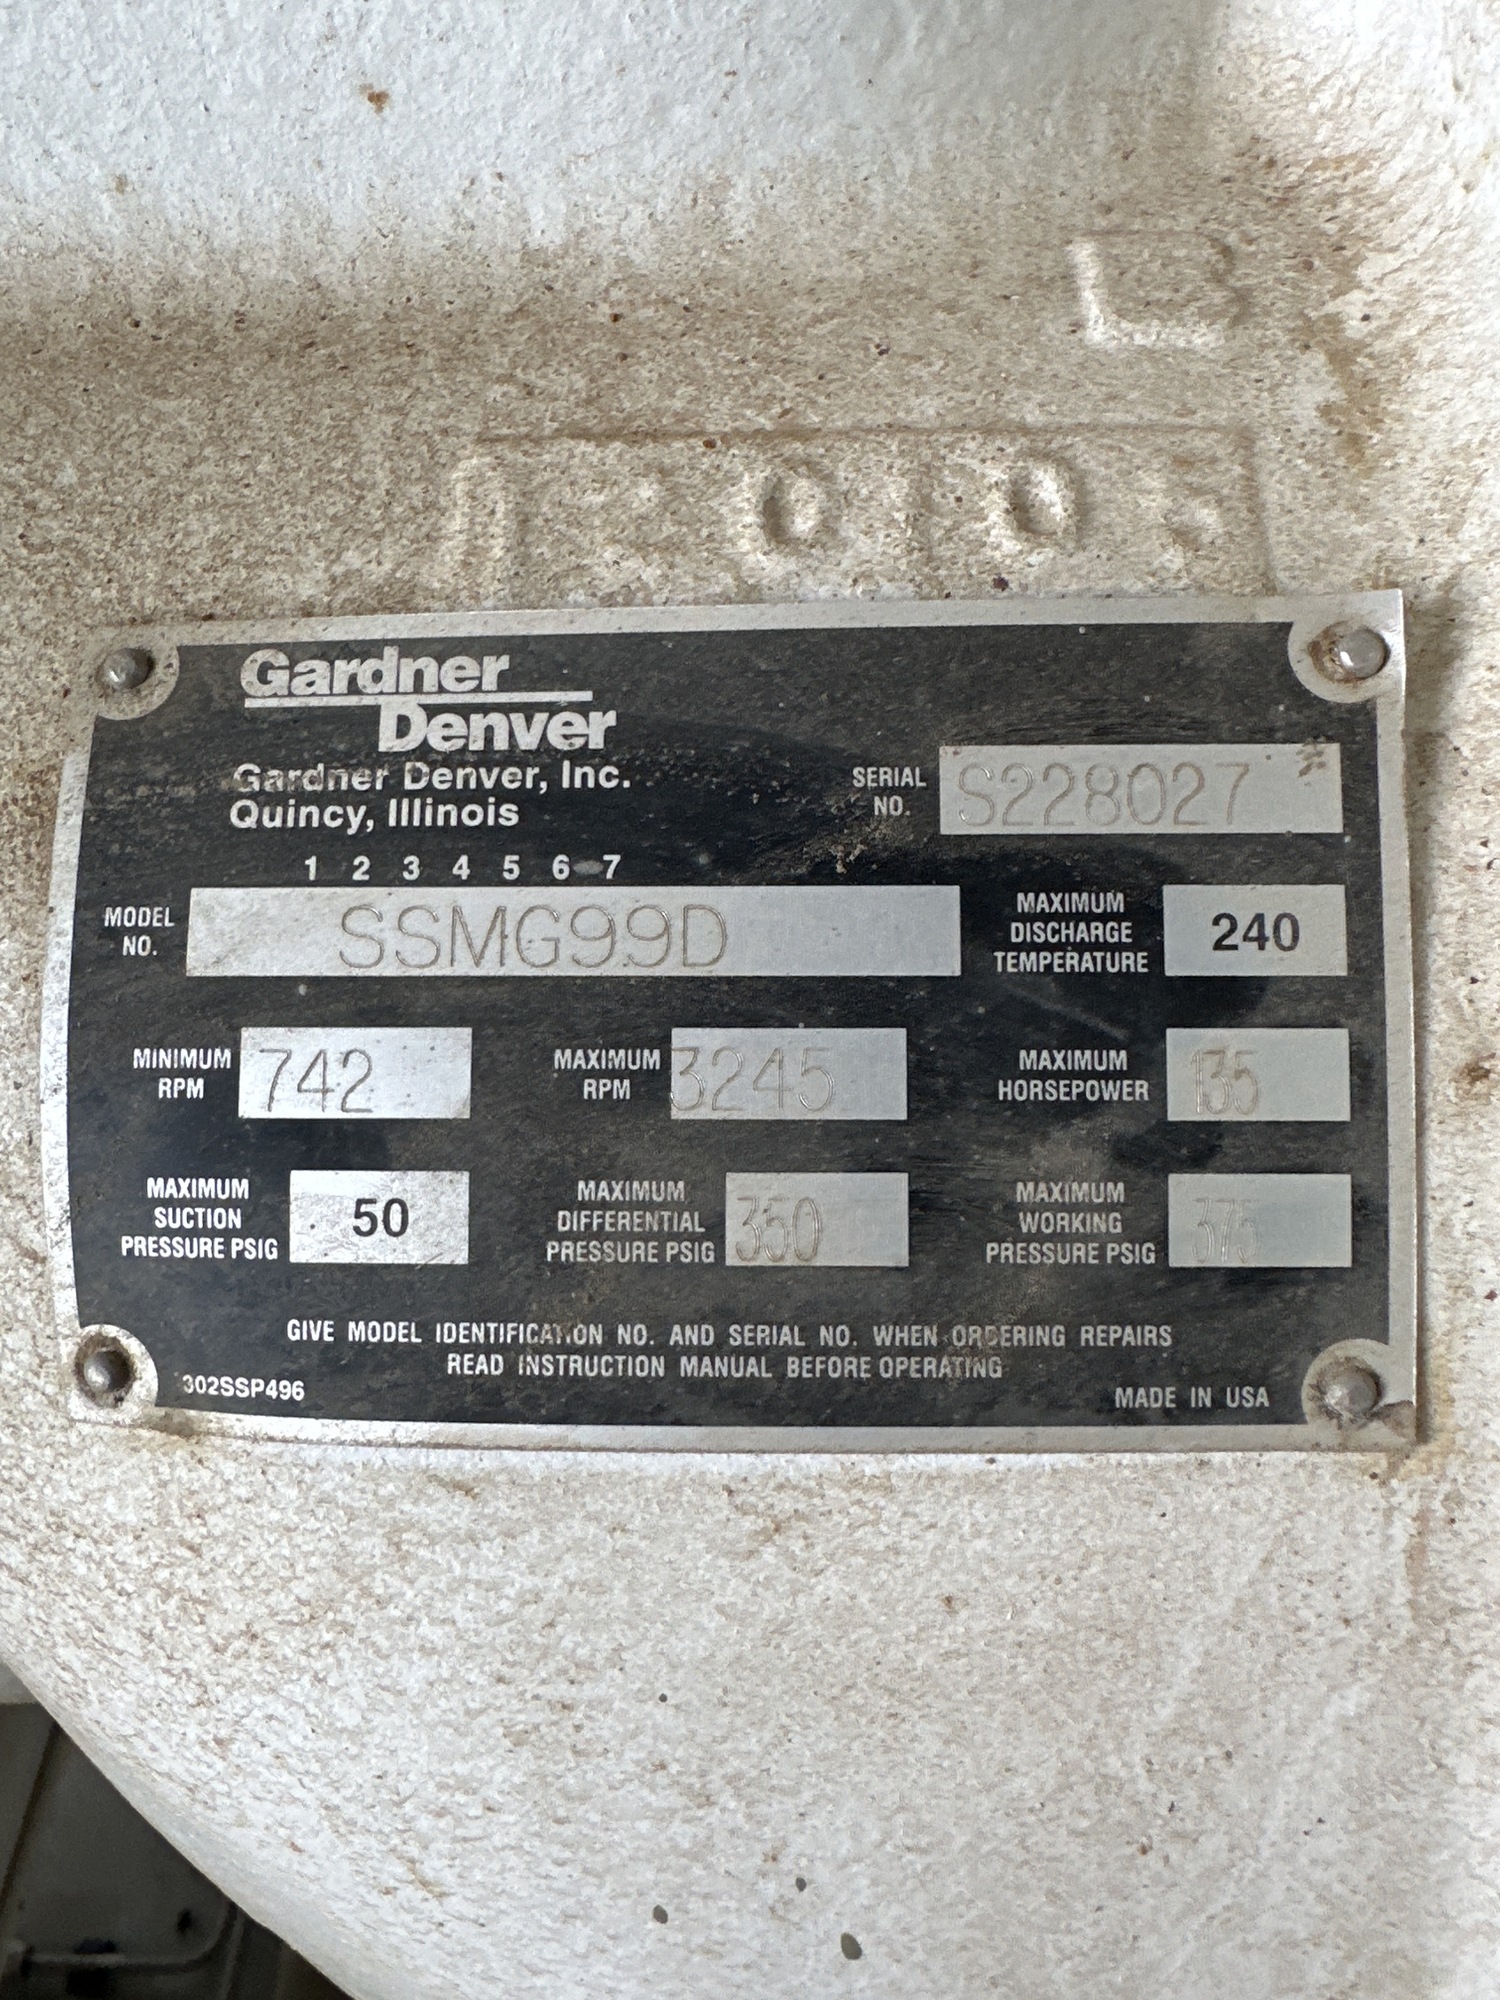 Gardner
Denver
Gardner Denver, Inc.
Quincy, Illinois
SERIAL NO. S228027
1 2 3 4 5 6 7
MODEL NO. SSMG99D
MAXIMUM DISCHARGE TEMPERATURE 240
MINIMUM RPM 742
MAXIMUM RPM 3245
MAXIMUM HORSEPOWER 135
MAXIMUM SUCTION PRESSURE PSIG 50
MAXIMUM DIFFERENTIAL PRESSURE PSIG 350
MAXIMUM WORKING PRESSURE PSIG 375
GIVE MODEL IDENTIFICATION NO. AND SERIAL NO. WHEN ORDERING REPAIRS
READ INSTRUCTION MANUAL BEFORE OPERATING
302SSP496
MADE IN USA